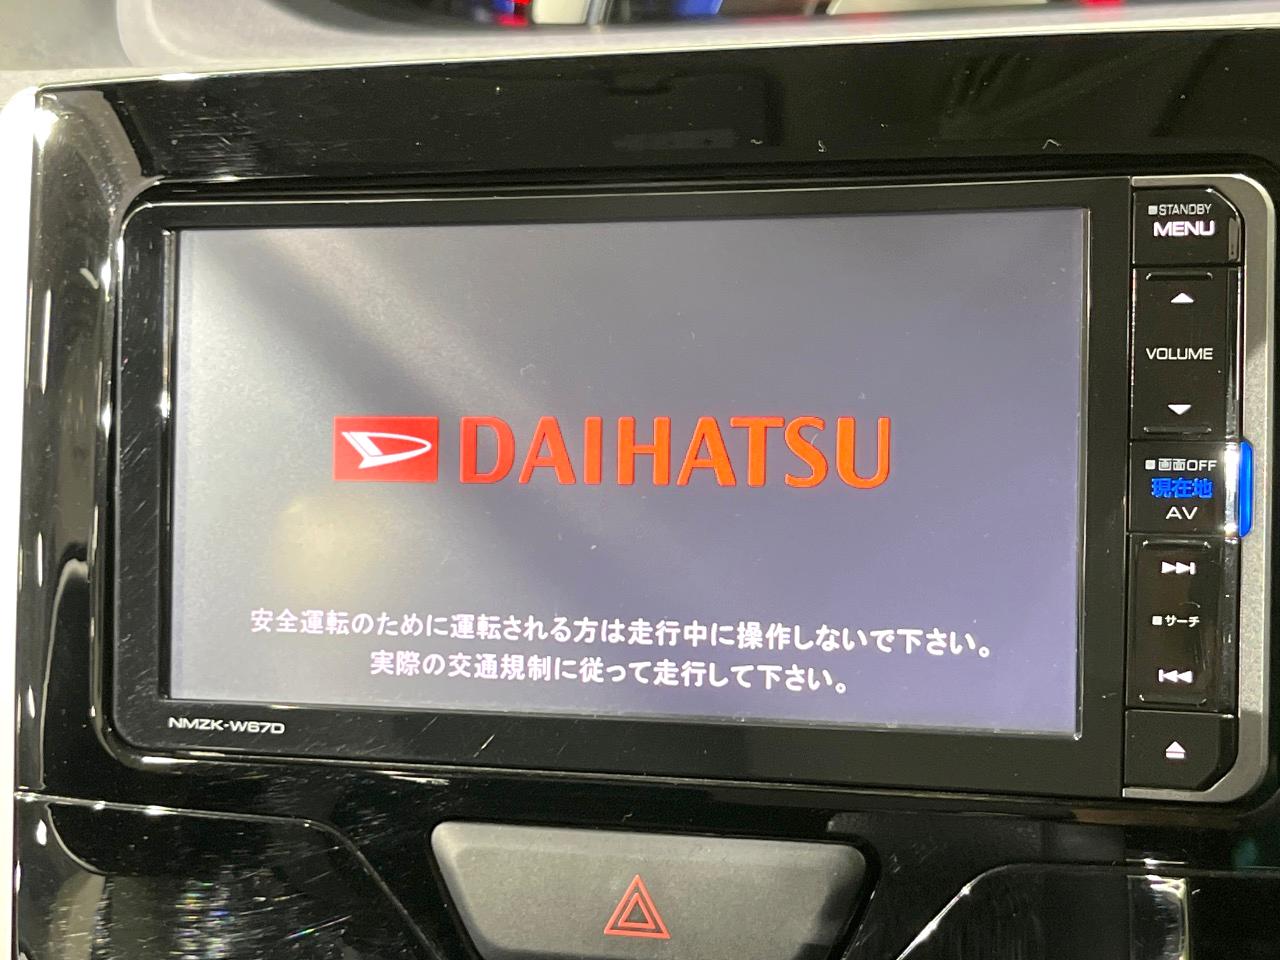 DAIHATSU
安全運転のために運転される方は走行中に操作しないで下さい。
実際の交通規制に従って走行して下さい。
NMZK-W67D
STANDBY
MENU
VOLUME
画面OFF
現在地
AV
サーチ